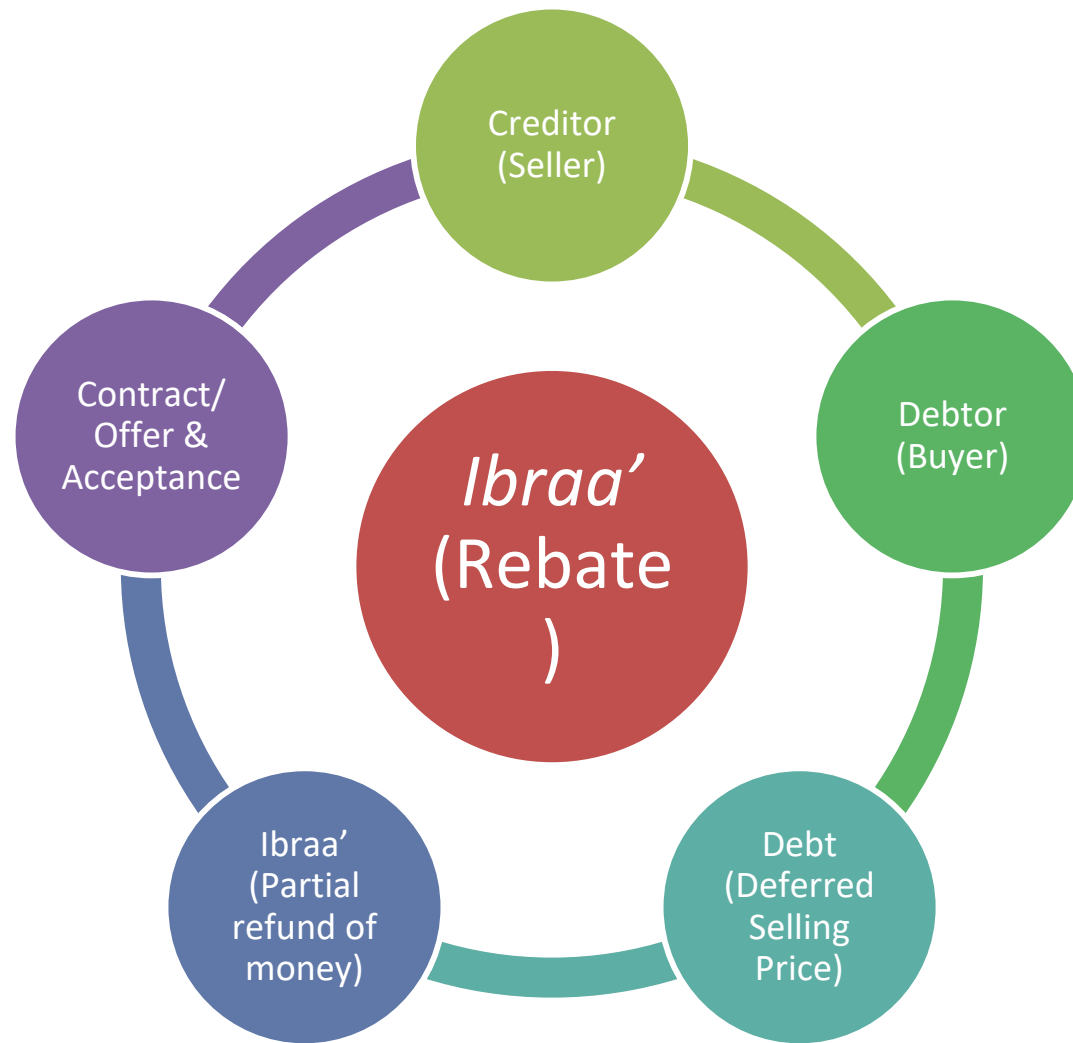 Creditor
(Seller)
Debtor
(Buyer)
Debt
(Deferred
Selling
Price)
Ibraa’
(Partial
refund of
money)
Contract/
Offer &
Acceptance
Ibraa’
(Rebate
)